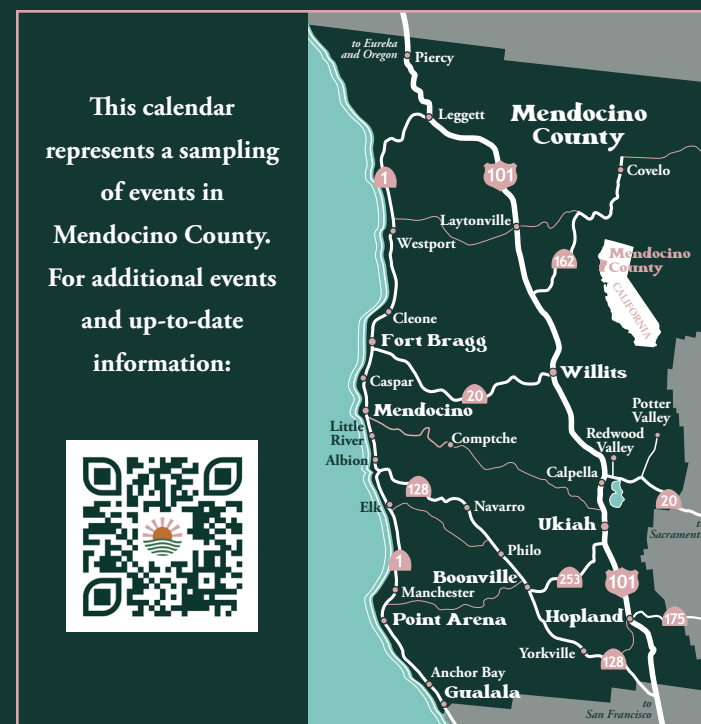 This calendar
represents a sampling
of events in
Mendocino County.
For additional events
and up-to-date
information:
to Eureka
and Oregon
Piercy
Leggett
Mendocino
County
1
101
Covelo
Laytonville
Westport
162
Mendocino
County
CALIFORNIA
Cleone
Fort Bragg
Willits
Caspar
20
Mendocino
Potter
Valley
Little
River
Redwood
Valley
Comptche
Albion
Calpella
128
20
Elk
Navarro
Ukiah
to
Sacramento
Philo
1
Boonville
253
101
Manchester
Point Arena
Hopland
175
Yorkville
128
Anchor Bay
Gualala
to
San Francisco